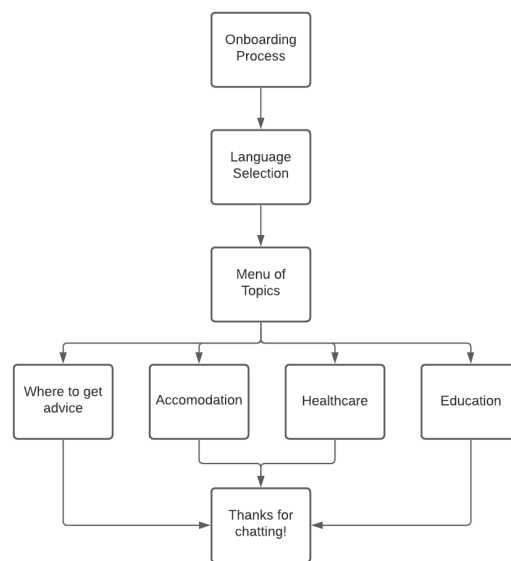 Onboarding
Process
Language
Selection
Menu of
Topics
Where to get
advice
Accomodation
Healthcare
Education
Thanks for
chatting!